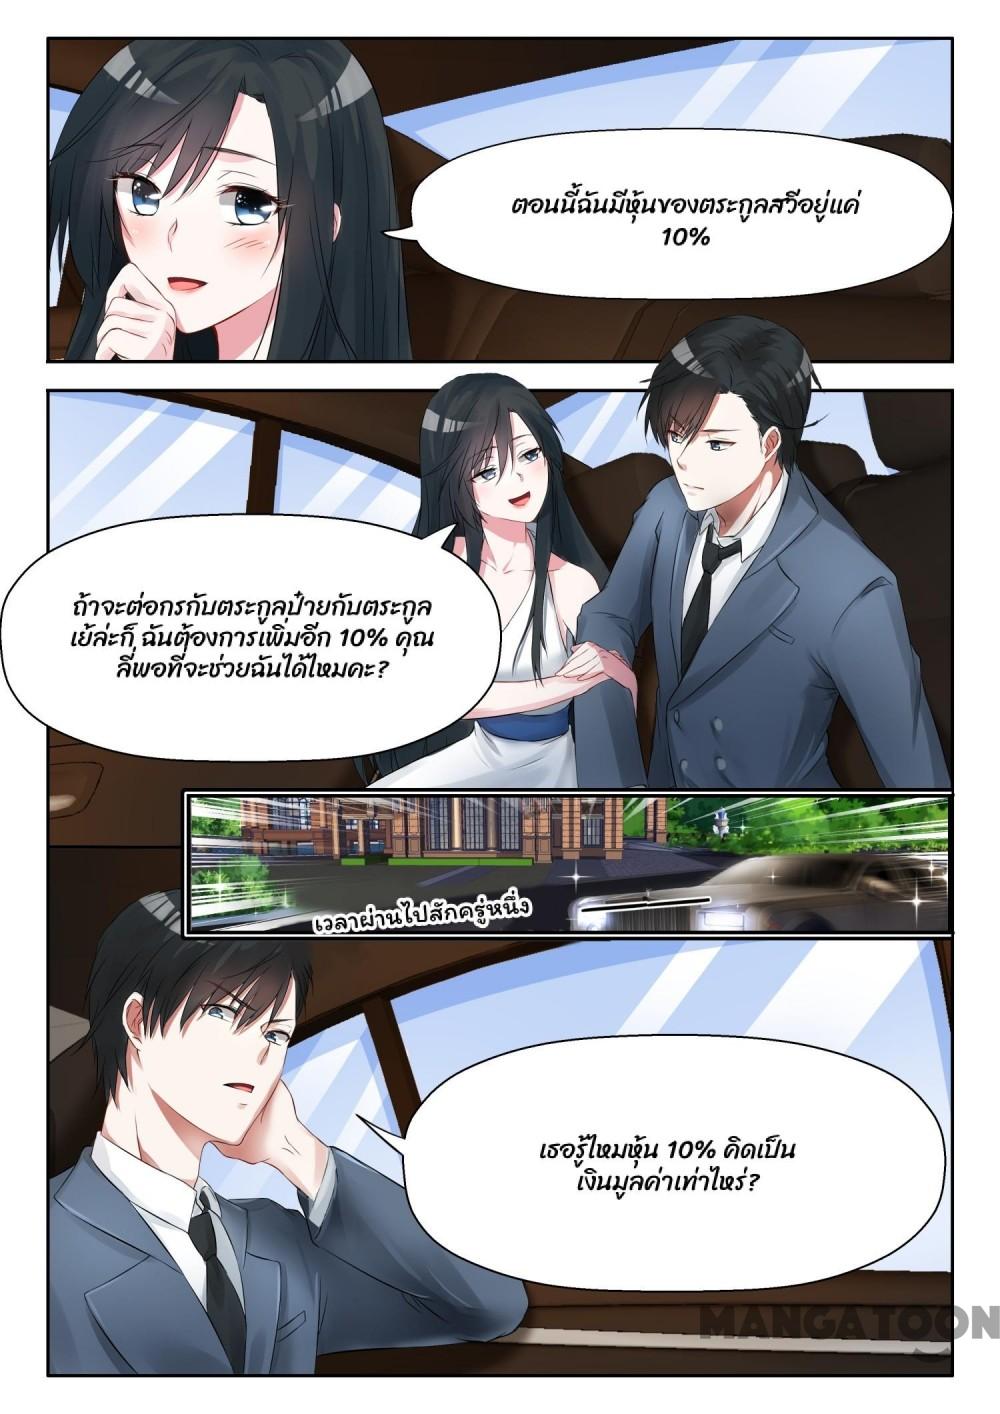 ตอนนี้ฉันมีหุ้นของตระกูลสวีอยู่แค่
10%
ถ้าจะต่อกรกับตระกูลป๋ายกับตระกูล
เย้ล่ะก็ ฉันต้องการเพิ่มอีก 10% คุณ
ลี่พอที่จะช่วยฉันได้ไหมคะ?
เวลาผ่านไปสักครู่หนึ่ง
เธอรู้ไหมหุ้น 10% คิดเป็น
เงินมูลค่าเท่าไหร่?
MANGATOON